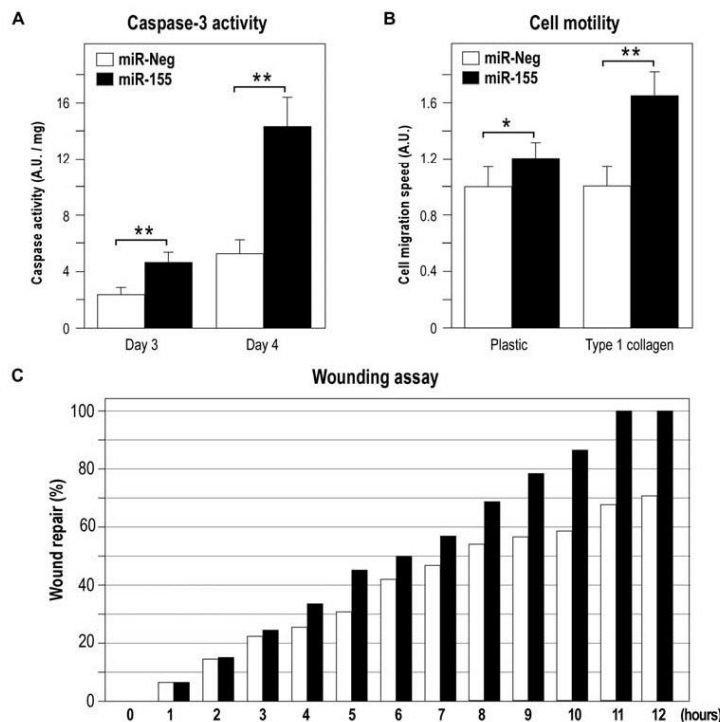 A
Caspase-3 activity
miR-Neg
miR-155
Caspase activity (A.U. / mg)
16
12
8
4
0
**
**
Day 3
Day 4
B
Cell motility
miR-Neg
miR-155
Cell migration speed (A.U.)
1.6
1.2
0.8
0.4
0
*
**
Plastic
Type 1 collagen
C
Wounding assay
Wound repair (%)
100
80
60
40
20
0
0 1 2 3 4 5 6 7 8 9 10 11 12 (hours)